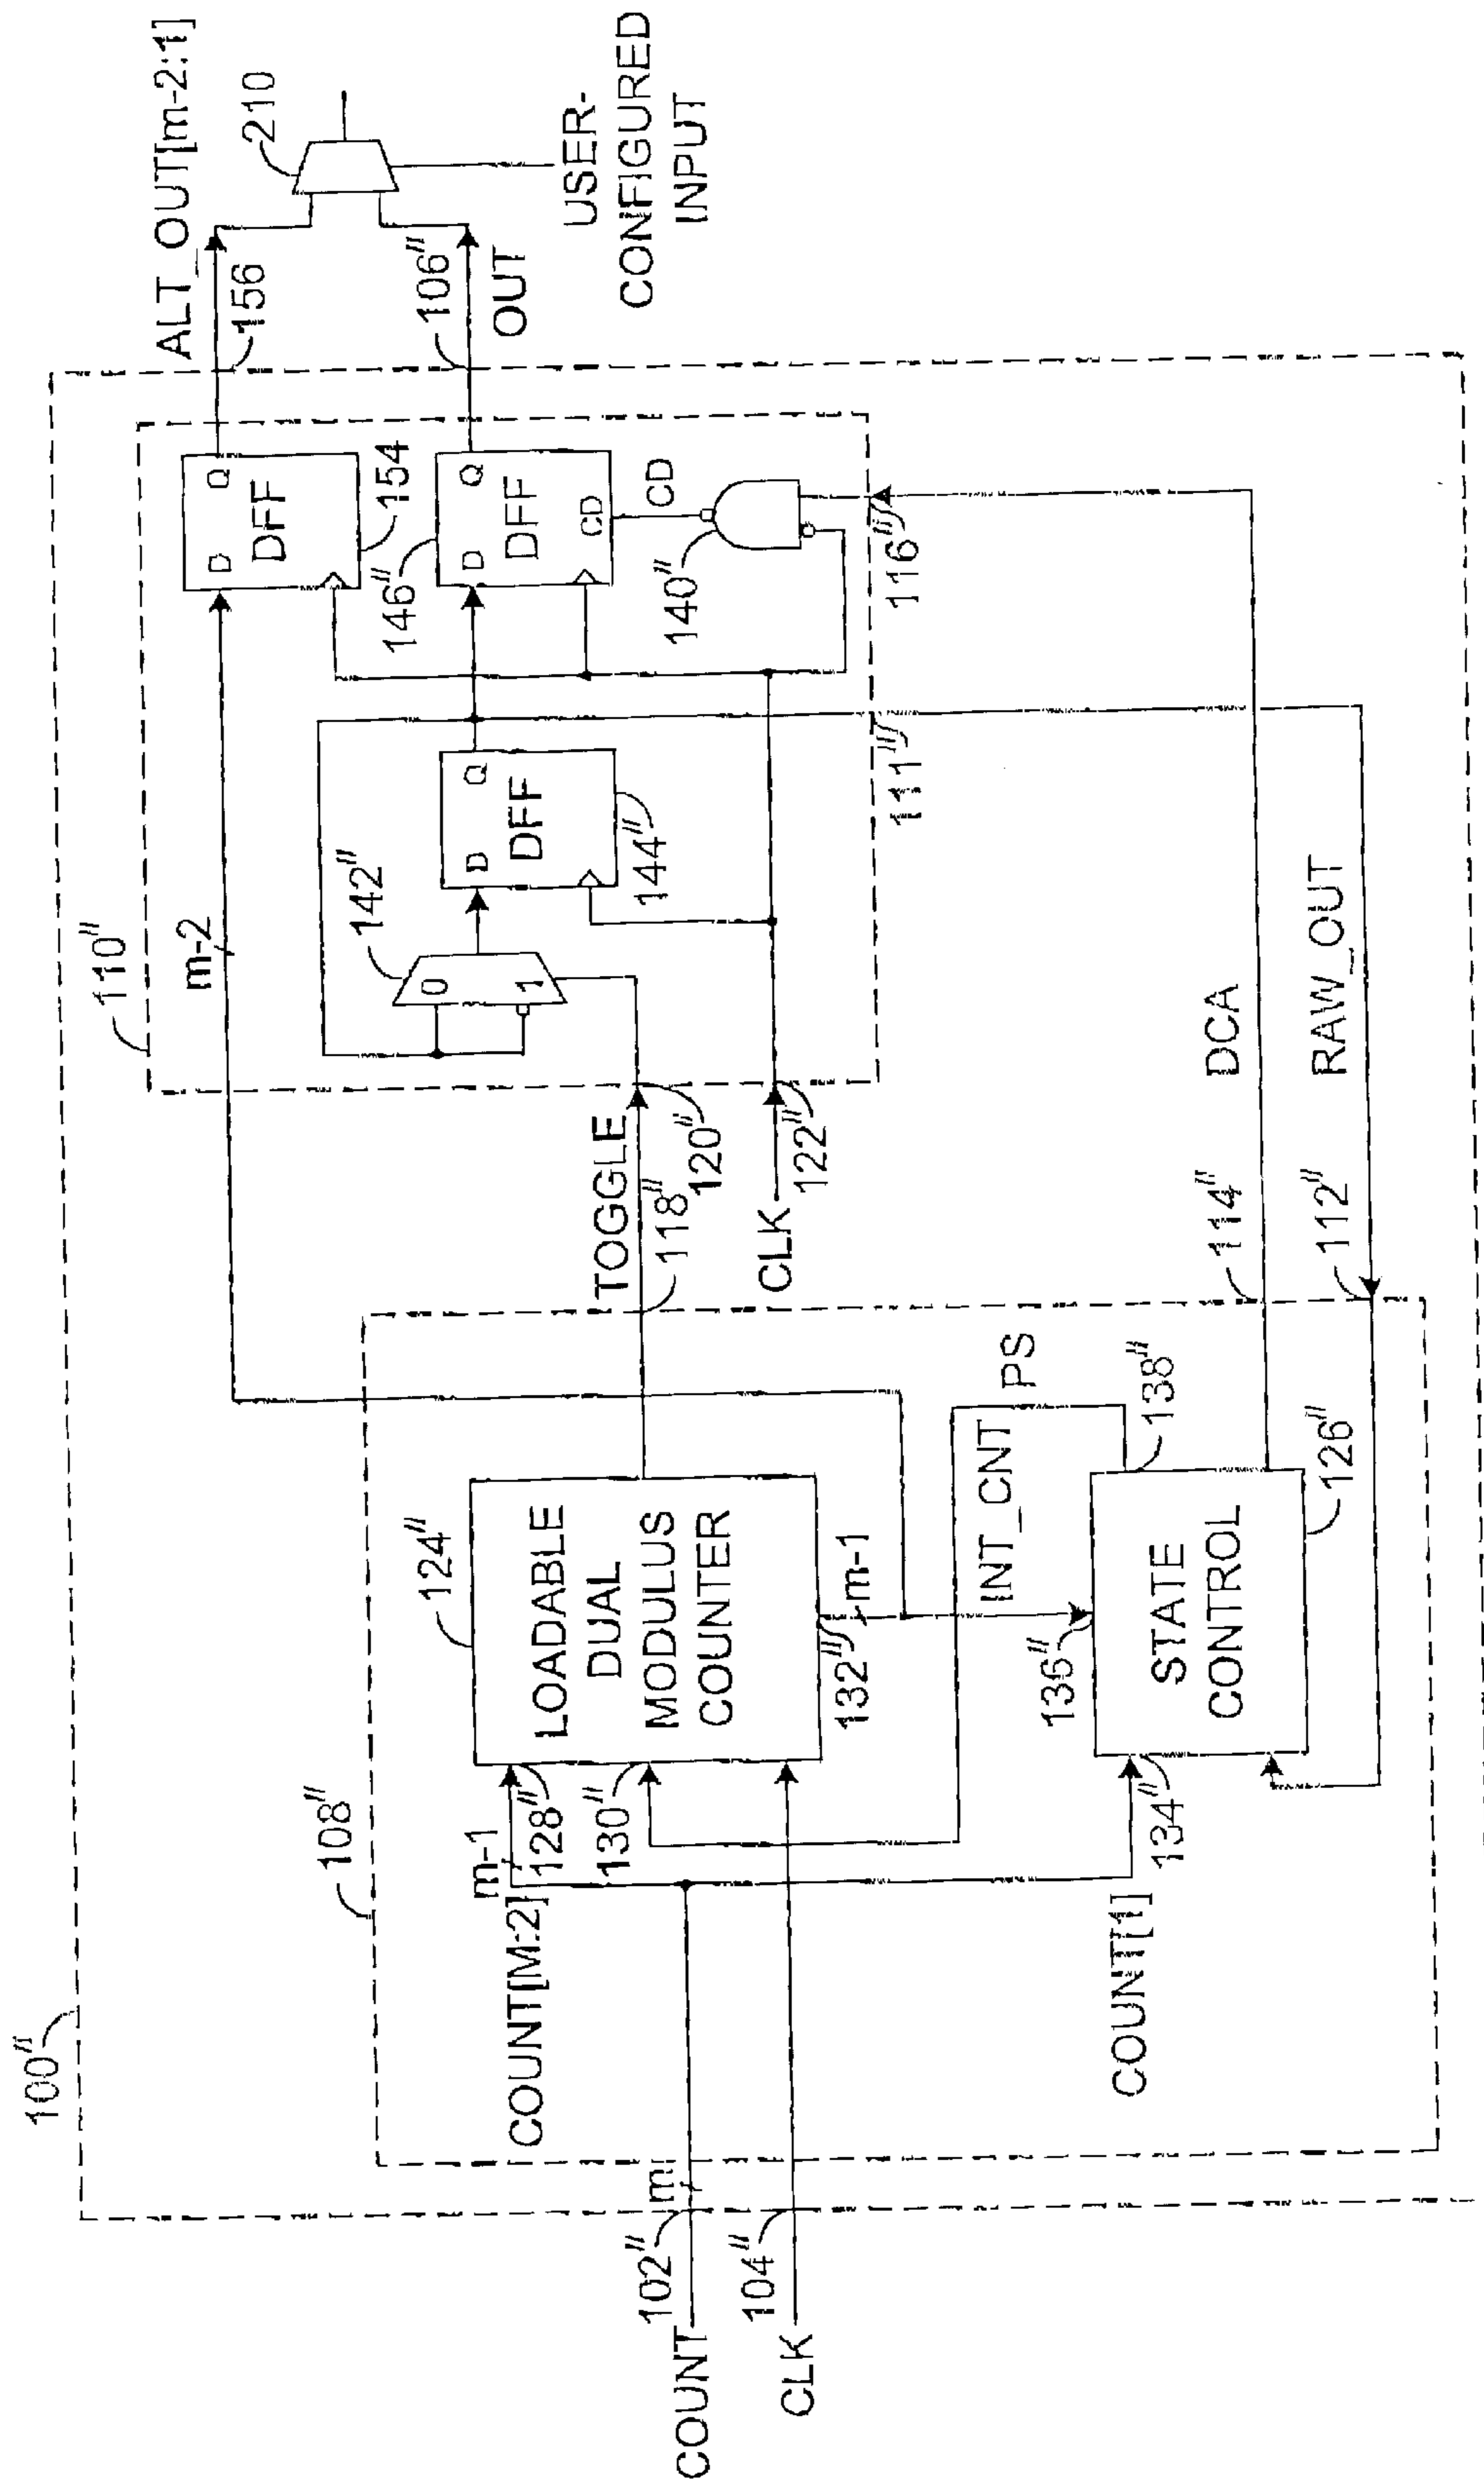 100"
COUNT
102"
m
CLK
104"
108"
COUNT[M:2]
m-1
128"
130"
124"
LOADABLE
DUAL
MODULUS
COUNTER
132"
m-1
INT_CNT
PS
COUNT[1]
134"
136"
STATE
CONTROL
138"
126"
114"
DCA
112"
RAW_OUT
TOGGLE
118"
120"
CLK
122"
110"
m-2
142"
0
1
D
Q
DFF
144"
111"
D
Q
DFF
154
146"
D
Q
DFF
CD
CD
140"
116"
ALT_OUT[m-2:1]
156
106"
OUT
210
USER-
CONFIGURED
INPUT